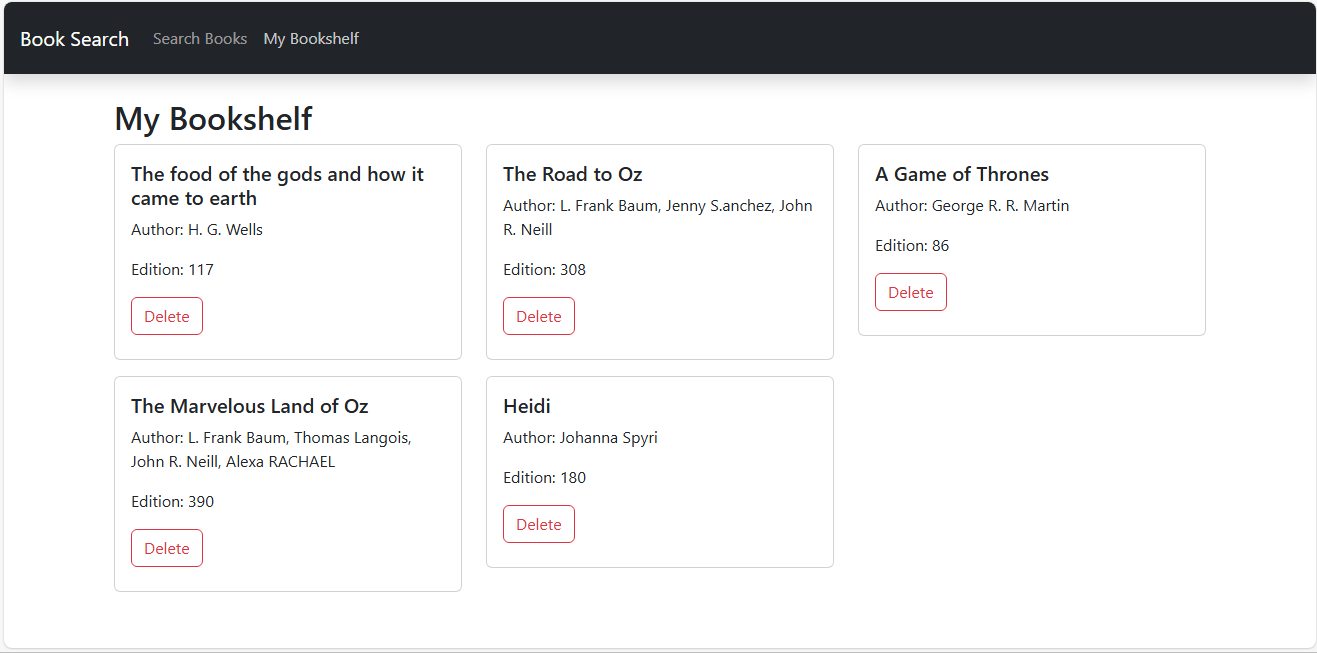 Book Search Search Books My Bookshelf
My Bookshelf
The food of the gods and how it
came to earth
Author: H. G. Wells
Edition: 117
Delete
The Road to Oz
Author: L. Frank Baum, Jenny S.anchez, John
R. Neill
Edition: 308
Delete
A Game of Thrones
Author: George R. R. Martin
Edition: 86
Delete
The Marvelous Land of Oz
Author: L. Frank Baum, Thomas Langois,
John R. Neill, Alexa RACHAEL
Edition: 390
Delete
Heidi
Author: Johanna Spyri
Edition: 180
Delete